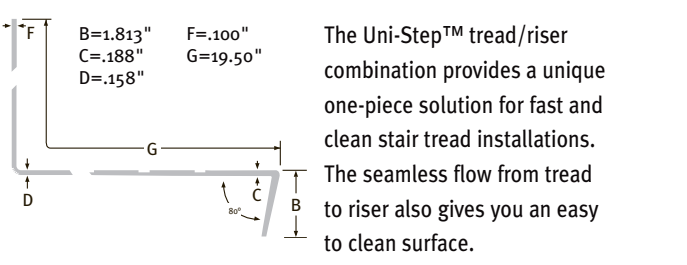 F
B=1.813" F=.100"
C=.188" G=19.50"
D=.158"
G
D
C
B
80°
The Uni-Step™ tread/riser
combination provides a unique
one-piece solution for fast and
clean stair tread installations.
The seamless flow from tread
to riser also gives you an easy
to clean surface.